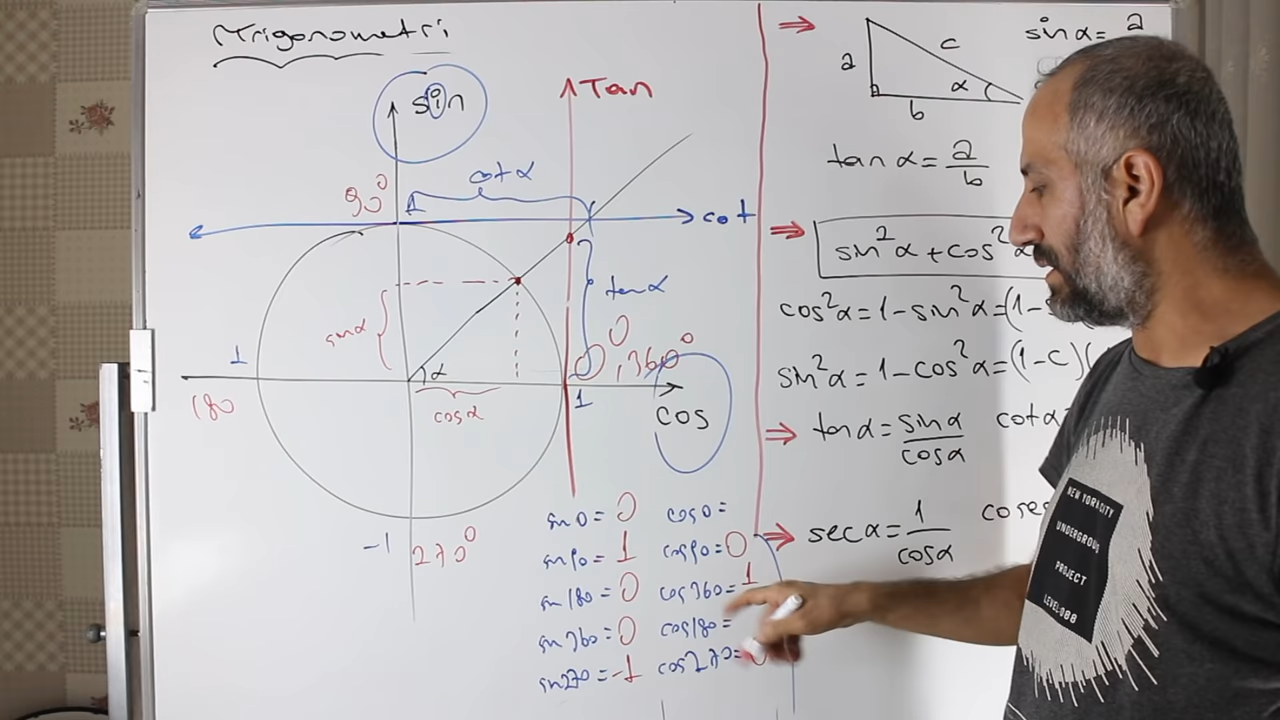 Trigonometri
sin
Tan
cot α
90°
1
cot
tan α
sin α
α
0°, 360°
1
180
cos α
1
cos
-1
270°
sin 0 = 0
sin 90 = 1
sin 180 = 0
sin 360 = 0
sin 270 = -1
cos 0 =
cos 90 = 0
cos 360 = 1
cos 180 =
cos 270 = 0
⇒ a b c α
sin α = a
tan α = a/b
⇒ sin²α + cos²α
cos²α = 1 - sin²α = (1 -
sin²α = 1 - cos²α = (1 - c)(
⇒ tan α = sin α/cos α cot α =
⇒ sec α = 1/cos α cosec
NEW YORK CITY
UNDERGROUND
PROJECT
LEVEL 088